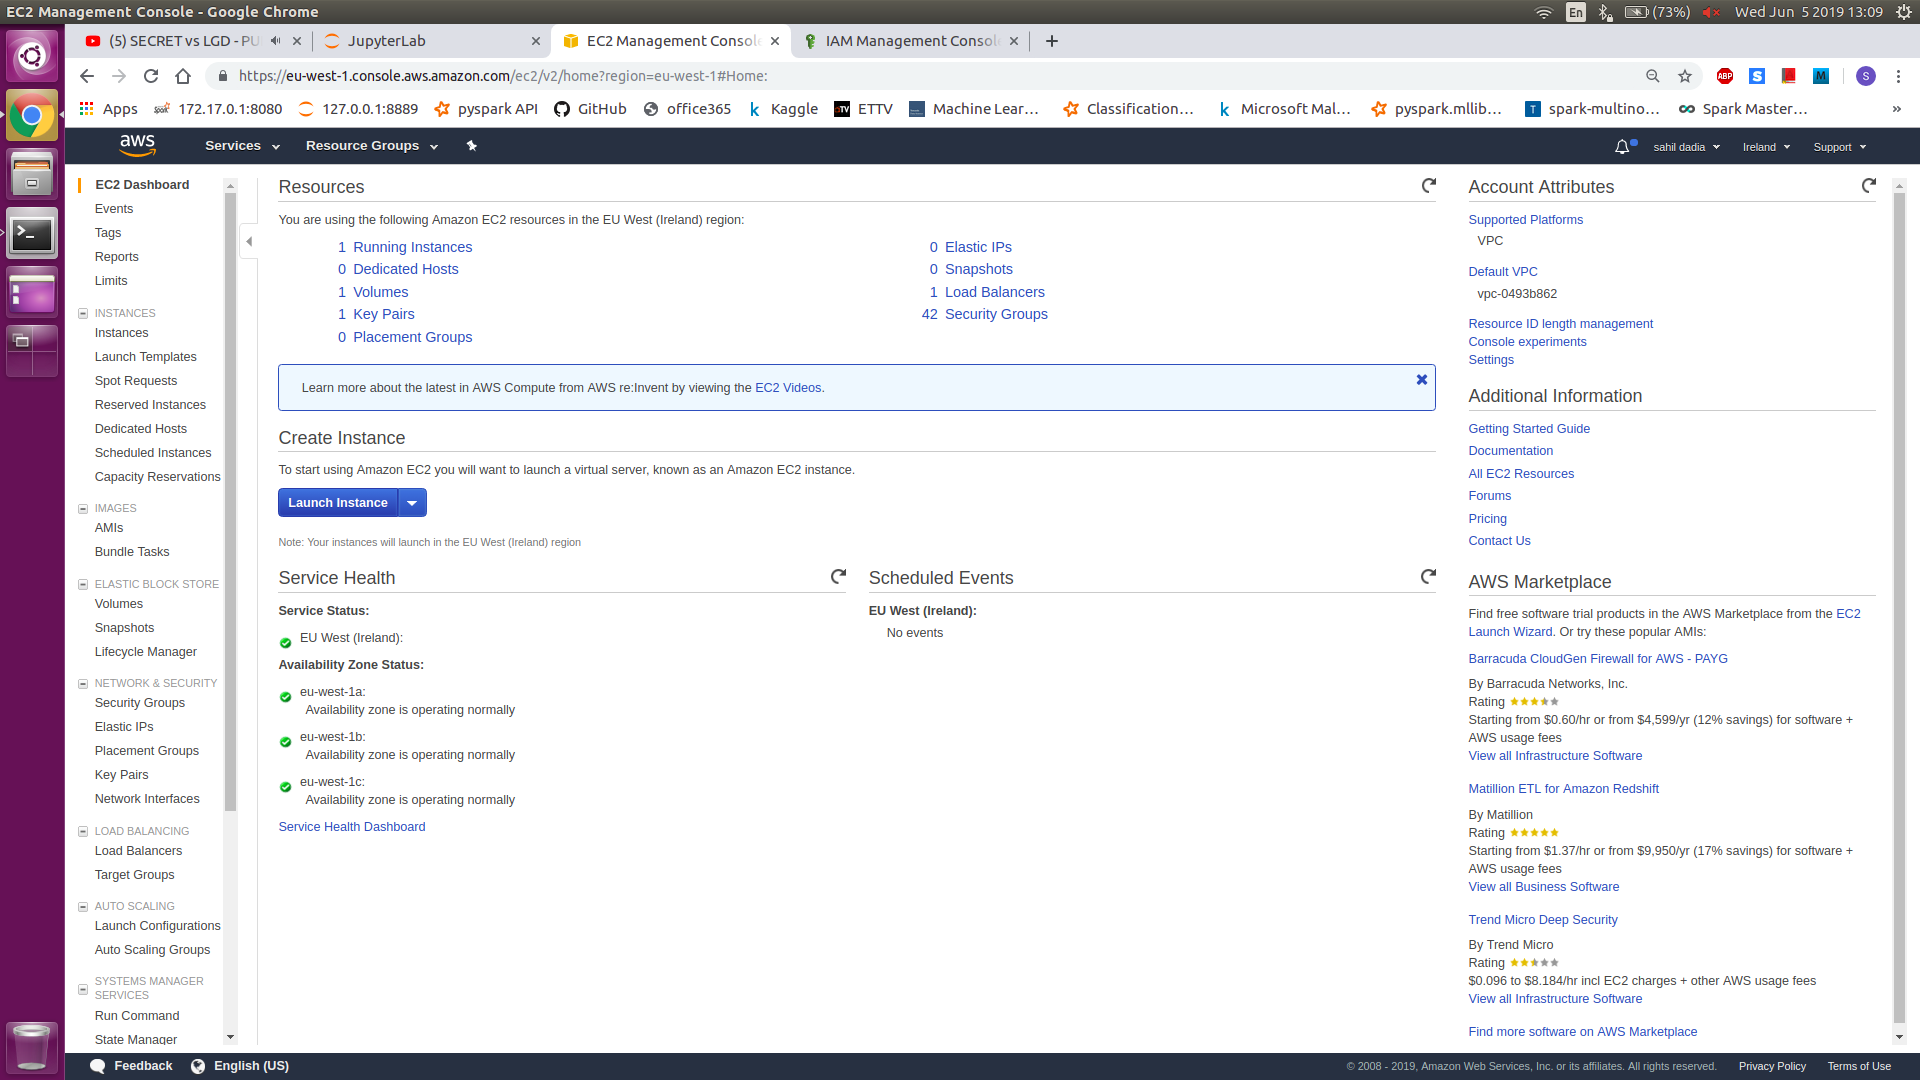 EC2 Management Console - Google Chrome
En
(73%)
Wed Jun 5 2019 13:09
(5) SECRET vs LGD - PU
JupyterLab
EC2 Management Console
IAM Management Console
https://eu-west-1.console.aws.amazon.com/ec2/v2/home?region=eu-west-1#Home:
ABP
S
M
S
Apps
172.17.0.1:8080
127.0.0.1:8889
pyspark API
GitHub
office365
Kaggle
ETTV
Machine Lear...
Classification...
Microsoft Mal...
pyspark.mllib...
spark-multino...
Spark Master...
aws
Services
Resource Groups
sahil dadia
Ireland
Support
EC2 Dashboard
Events
Tags
Reports
Limits
INSTANCES
Instances
Launch Templates
Spot Requests
Reserved Instances
Dedicated Hosts
Scheduled Instances
Capacity Reservations
IMAGES
AMIs
Bundle Tasks
ELASTIC BLOCK STORE
Volumes
Snapshots
Lifecycle Manager
NETWORK & SECURITY
Security Groups
Elastic IPs
Placement Groups
Key Pairs
Network Interfaces
LOAD BALANCING
Load Balancers
Target Groups
AUTO SCALING
Launch Configurations
Auto Scaling Groups
SYSTEMS MANAGER
SERVICES
Run Command
State Manager
Resources
You are using the following Amazon EC2 resources in the EU West (Ireland) region:
1 Running Instances
0 Dedicated Hosts
1 Volumes
1 Key Pairs
0 Placement Groups
0 Elastic IPs
0 Snapshots
1 Load Balancers
42 Security Groups
Learn more about the latest in AWS Compute from AWS re:Invent by viewing the EC2 Videos.
Create Instance
To start using Amazon EC2 you will want to launch a virtual server, known as an Amazon EC2 instance.
Launch Instance
Note: Your instances will launch in the EU West (Ireland) region
Service Health
Service Status:
EU West (Ireland):
Availability Zone Status:
eu-west-1a:
Availability zone is operating normally
eu-west-1b:
Availability zone is operating normally
eu-west-1c:
Availability zone is operating normally
Service Health Dashboard
Scheduled Events
EU West (Ireland):
No events
Account Attributes
Supported Platforms
VPC
Default VPC
vpc-0493b862
Resource ID length management
Console experiments
Settings
Additional Information
Getting Started Guide
Documentation
All EC2 Resources
Forums
Pricing
Contact Us
AWS Marketplace
Find free software trial products in the AWS Marketplace from the EC2
Launch Wizard. Or try these popular AMIs:
Barracuda CloudGen Firewall for AWS - PAYG
By Barracuda Networks, Inc.
Rating
Starting from $0.60/hr or from $4,599/yr (12% savings) for software +
AWS usage fees
View all Infrastructure Software
Matillion ETL for Amazon Redshift
By Matillion
Rating
Starting from $1.37/hr or from $9,950/yr (17% savings) for software +
AWS usage fees
View all Business Software
Trend Micro Deep Security
By Trend Micro
Rating
$0.096 to $8.184/hr incl EC2 charges + other AWS usage fees
View all Infrastructure Software
Find more software on AWS Marketplace
Feedback
English (US)
© 2008 - 2019, Amazon Web Services, Inc. or its affiliates. All rights reserved.
Privacy Policy
Terms of Use